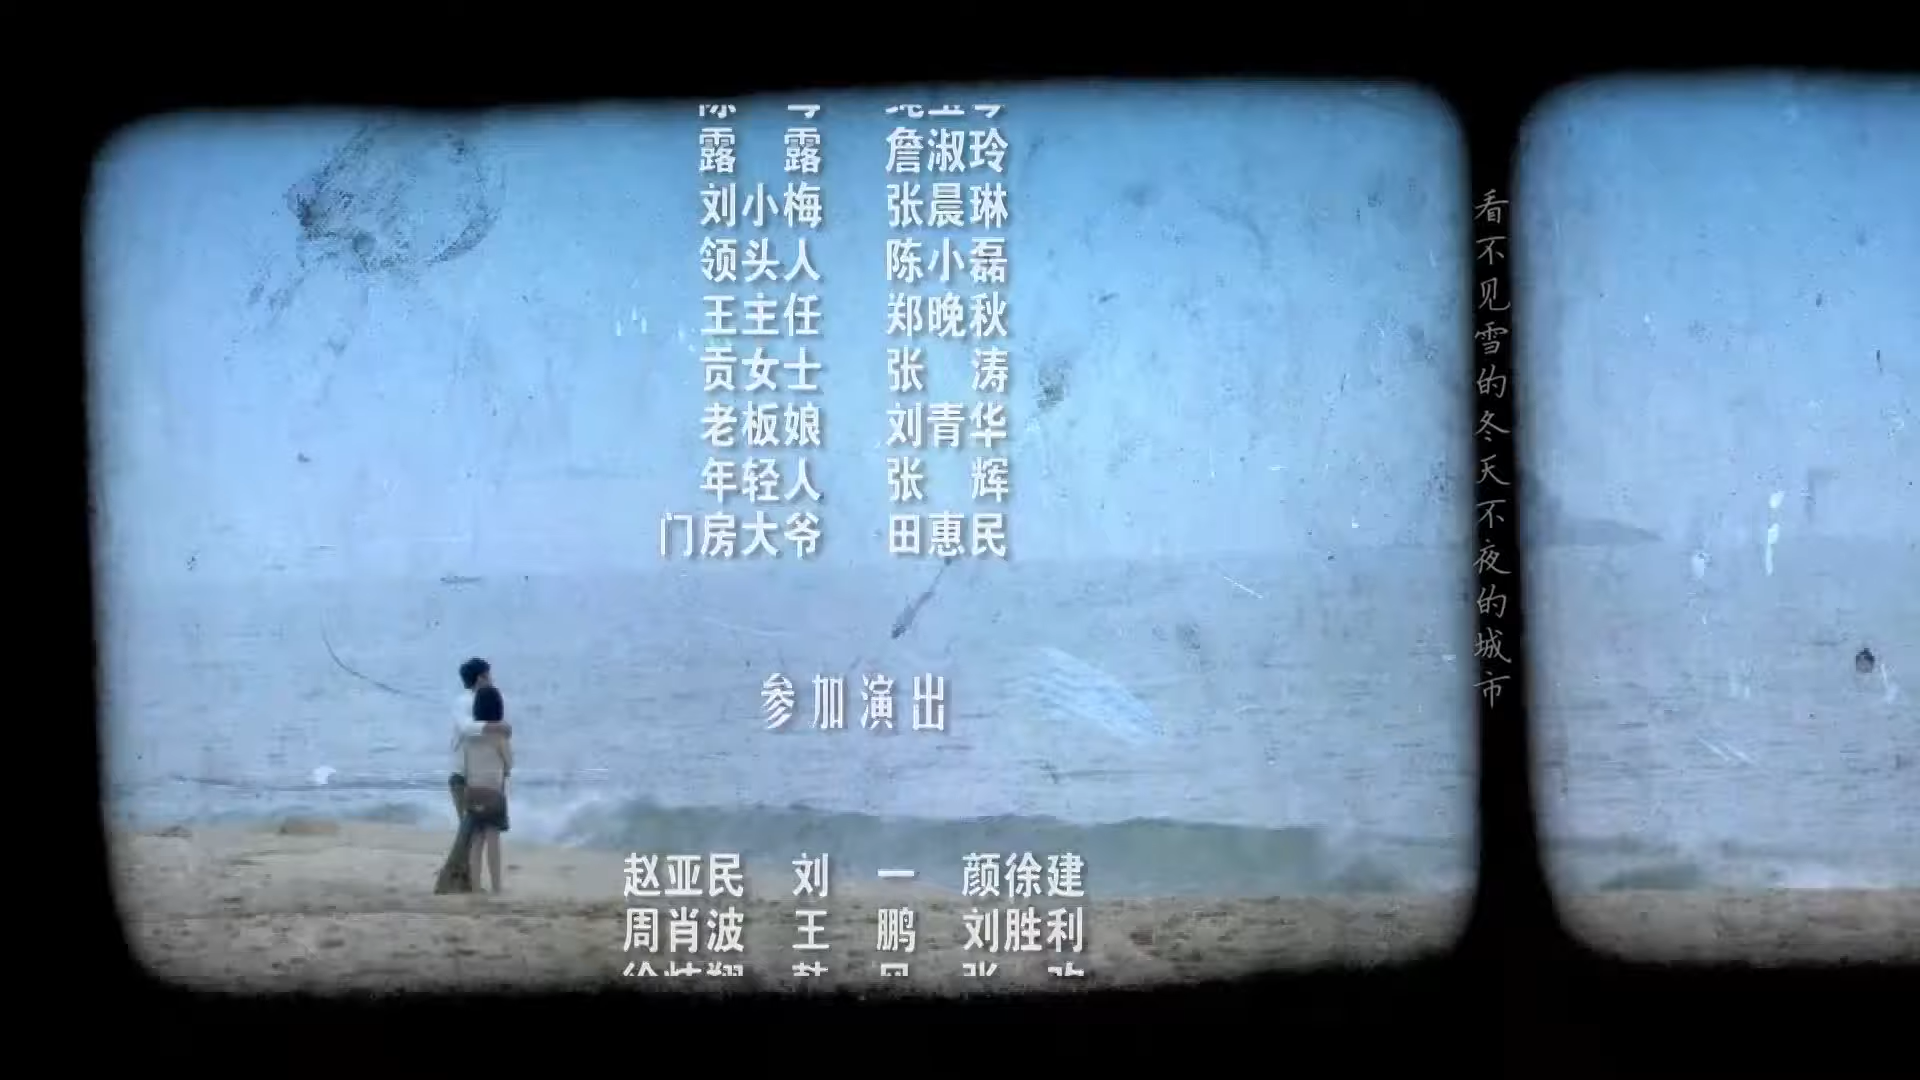 露露 詹淑玲
刘小梅 张晨琳
领头人 陈小磊
王主任 郑晚秋
贡女士 张涛
老板娘 刘青华
年轻人 张辉
门房大爷 田惠民
参加演出
赵亚民 刘一 颜徐建
周肖波 王鹏 刘胜利
看不见雪的冬天不夜的城市